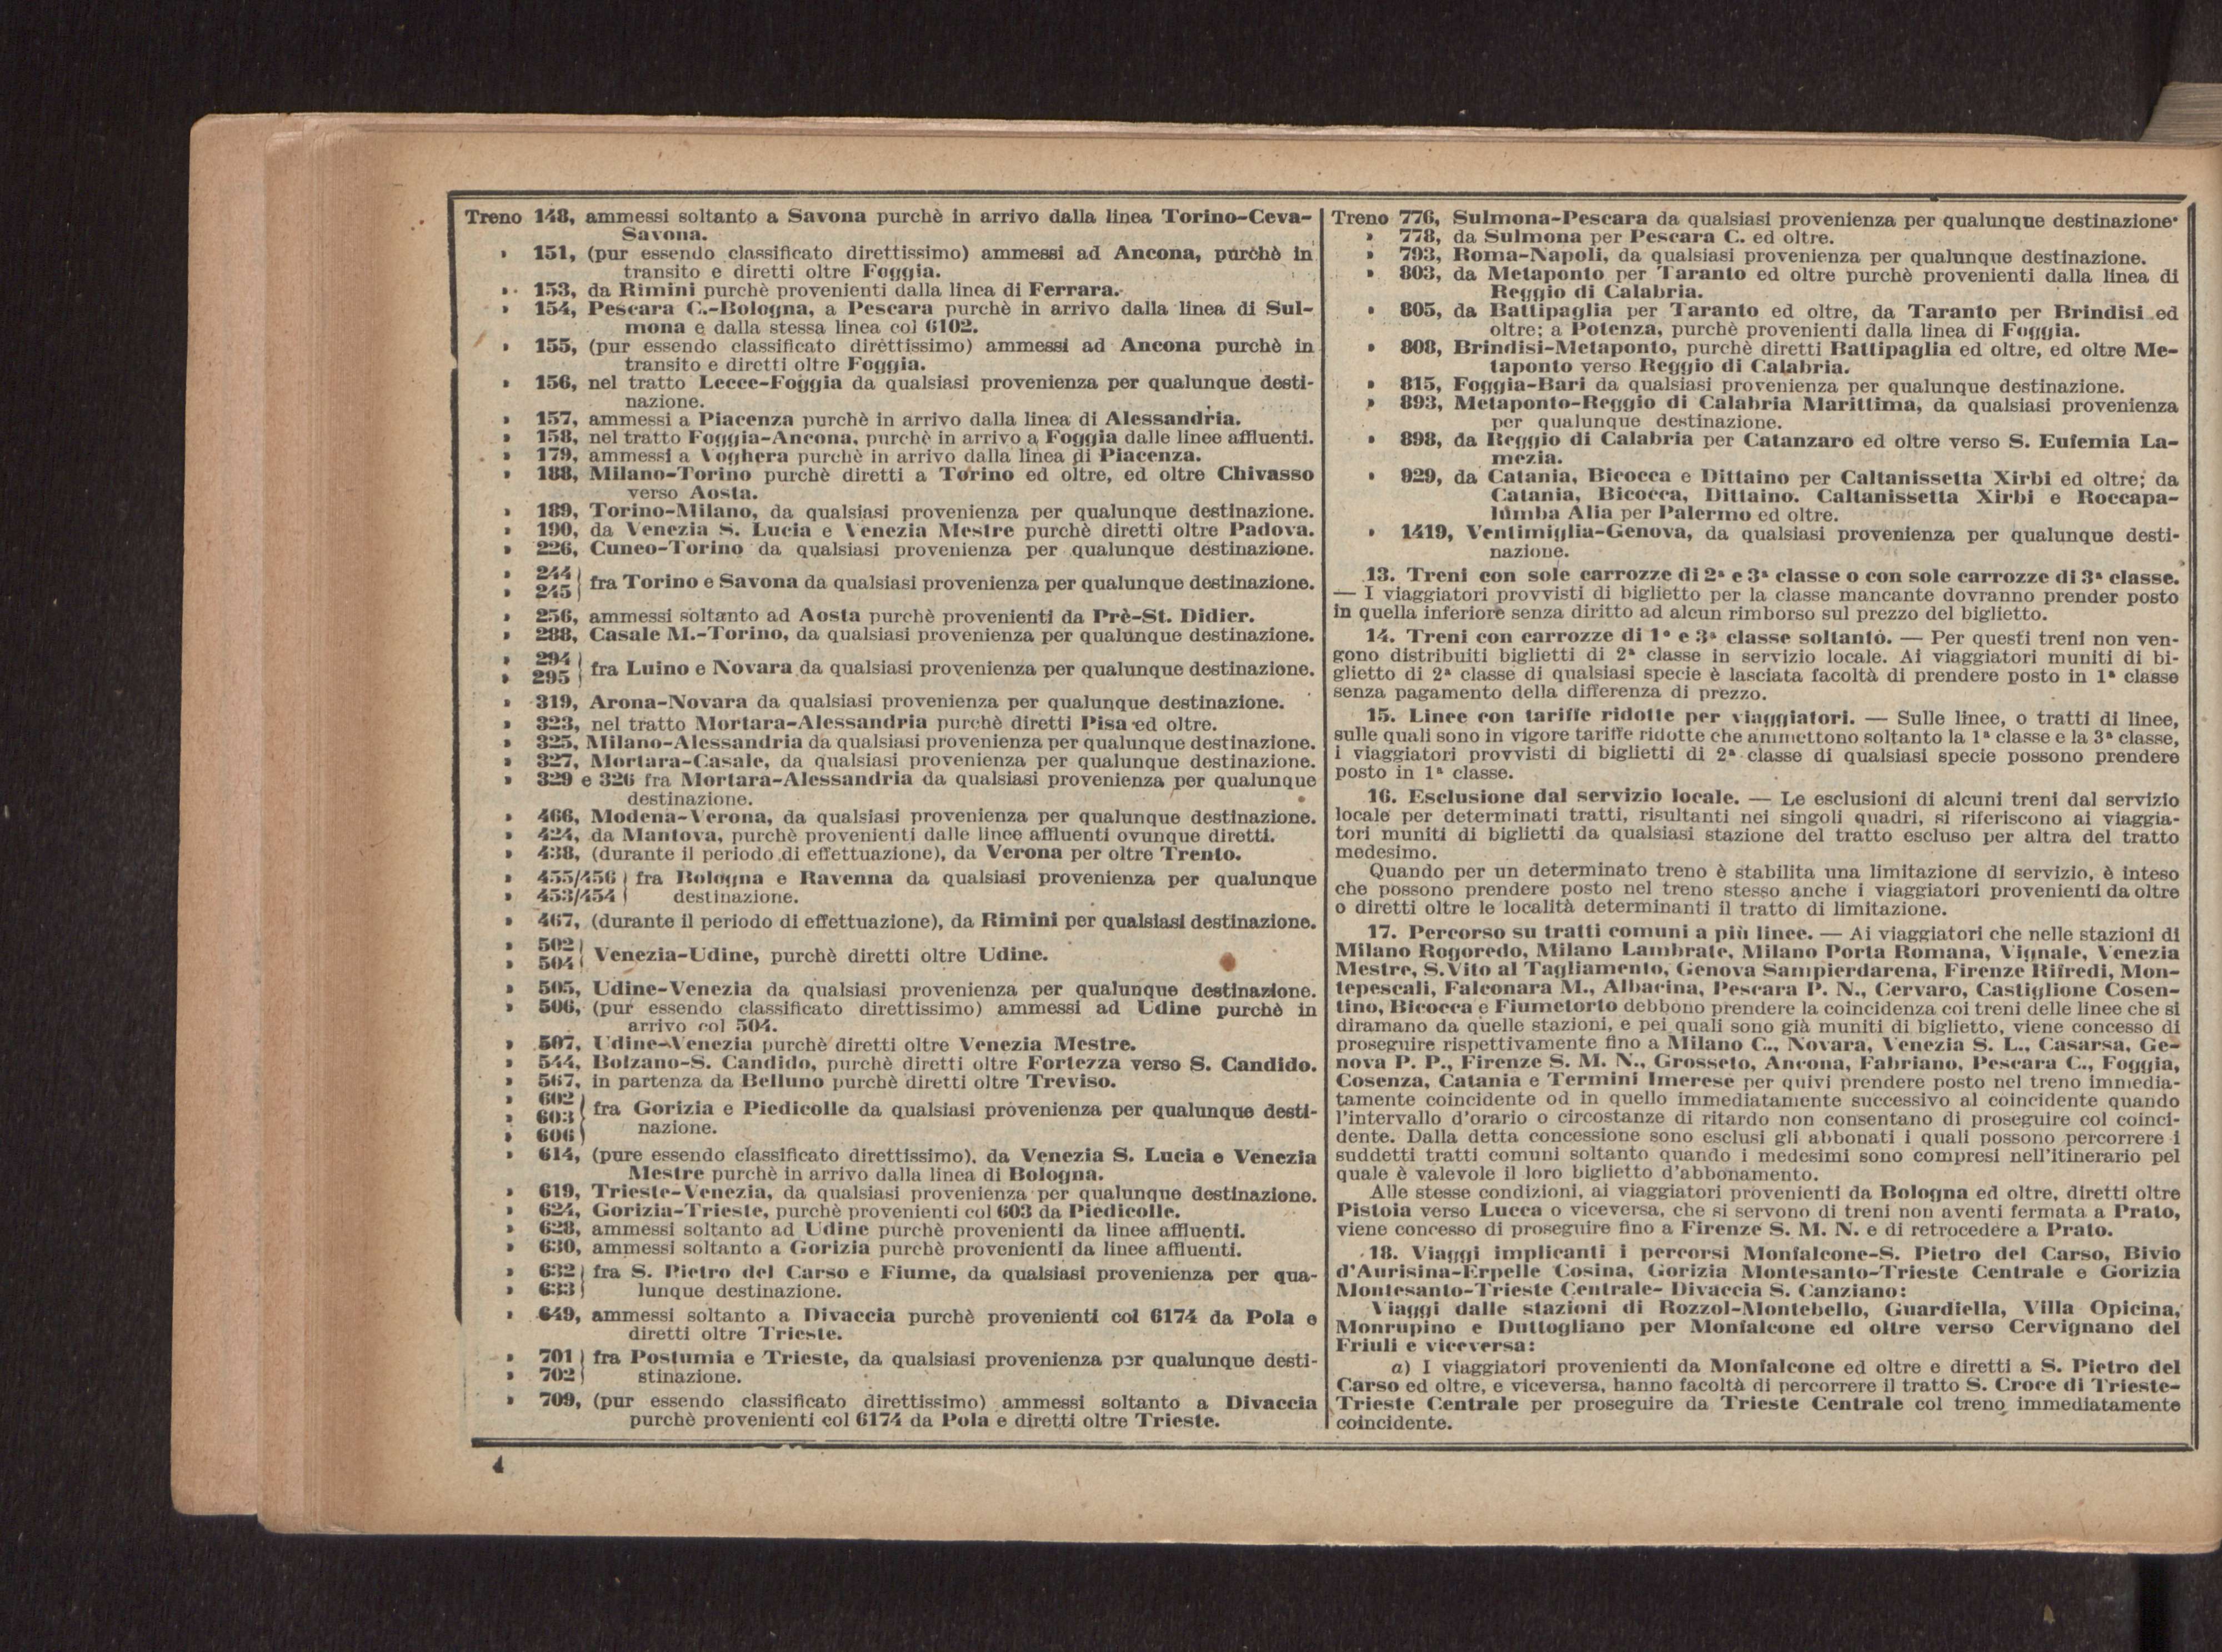 Treno 148, ammessi soltanto a Savona purchè in arrivo dalla linea Torino-Ceva-
Savona.
» 151, (pur essendo classificato direttissimo) ammessi ad Ancona, purchè in
transito e diretti oltre Foggia.
» 153, da Rimini purchè provenienti dalla linea di Ferrara.
» 154, Pescara C.-Bologna, a Pescara purchè in arrivo dalla linea di Sul-
mona e dalla stessa linea col 6102.
» 155, (pur essendo classificato direttissimo) ammessi ad Ancona purchè in
transito e diretti oltre Foggia.
» 156, nel tratto Lecce-Foggia da qualsiasi provenienza per qualunque desti-
nazione.
» 157, ammessi a Piacenza purchè in arrivo dalla linea di Alessandria.
» 158, nel tratto Foggia-Ancona, purchè in arrivo a Foggia dalle linee affluenti.
» 179, ammessi a Voghera purchè in arrivo dalla linea di Piacenza.
» 188, Milano-Torino purchè diretti a Torino ed oltre, ed oltre Chivasso
verso Aosta.
» 189, Torino-Milano, da qualsiasi provenienza per qualunque destinazione.
» 190, da Venezia S. Lucia e Venezia Mestre purchè diretti oltre Padova.
» 226, Cuneo-Torino da qualsiasi provenienza per qualunque destinazione.
» 244
» 245 } fra Torino e Savona da qualsiasi provenienza per qualunque destinazione.
» 256, ammessi soltanto ad Aosta purchè provenienti da Prè-St. Didier.
» 288, Casale M.-Torino, da qualsiasi provenienza per qualunque destinazione.
» 294
» 295 } fra Luino e Novara da qualsiasi provenienza per qualunque destinazione.
» 319, Arona-Novara da qualsiasi provenienza per qualunque destinazione.
» 323, nel tratto Mortara-Alessandria purchè diretti Pisa ed oltre.
» 325, Milano-Alessandria da qualsiasi provenienza per qualunque destinazione.
» 327, Mortara-Casale, da qualsiasi provenienza per qualunque destinazione.
» 329 e 326 fra Mortara-Alessandria da qualsiasi provenienza per qualunque
destinazione.
» 466, Modena-Verona, da qualsiasi provenienza per qualunque destinazione.
» 424, da Mantova, purchè provenienti dalle linee affluenti ovunque diretti.
» 438, (durante il periodo di effettuazione), da Verona per oltre Trento.
» 455/456 } fra Bologna e Ravenna da qualsiasi provenienza per qualunque
» 453/454 } destinazione.
» 467, (durante il periodo di effettuazione), da Rimini per qualsiasi destinazione.
» 502
» 504 } Venezia-Udine, purchè diretti oltre Udine.
» 505, Udine-Venezia da qualsiasi provenienza per qualunque destinazione.
» 506, (pur essendo classificato direttissimo) ammessi ad Udine purchè in
arrivo col 504.
» 507, Udine-Venezia purchè diretti oltre Venezia Mestre.
» 544, Bolzano-S. Candido, purchè diretti oltre Fortezza verso S. Candido.
» 567, in partenza da Belluno purchè diretti oltre Treviso.
» 602
» 603 } fra Gorizia e Piedicolle da qualsiasi provenienza per qualunque desti-
» 606 } nazione.
» 614, (pure essendo classificato direttissimo), da Venezia S. Lucia e Venezia
Mestre purchè in arrivo dalla linea di Bologna.
» 619, Trieste-Venezia, da qualsiasi provenienza per qualunque destinazione.
» 624, Gorizia-Trieste, purchè provenienti col 603 da Piedicolle.
» 628, ammessi soltanto ad Udine purchè provenienti da linee affluenti.
» 630, ammessi soltanto a Gorizia purchè provenienti da linee affluenti.
» 632 } fra S. Pietro del Carso e Fiume, da qualsiasi provenienza per qua-
» 633 } lunque destinazione.
» 649, ammessi soltanto a Divaccia purchè provenienti col 6174 da Pola e
diretti oltre Trieste.
» 701 } fra Postumia e Trieste, da qualsiasi provenienza per qualunque desti-
» 702 } stinazione.
» 709, (pur essendo classificato direttissimo) ammessi soltanto a Divaccia
purchè provenienti col 6174 da Pola e diretti oltre Trieste.
4
Treno 776, Sulmona-Pescara da qualsiasi provenienza per qualunque destinazione.
» 778, da Sulmona per Pescara C. ed oltre.
» 793, Roma-Napoli, da qualsiasi provenienza per qualunque destinazione.
» 803, da Metaponto per Taranto ed oltre purchè provenienti dalla linea di
Reggio di Calabria.
» 805, da Battipaglia per Taranto ed oltre, da Taranto per Brindisi ed
oltre; a Potenza, purchè provenienti dalla linea di Foggia.
» 808, Brindisi-Metaponto, purchè diretti Battipaglia ed oltre, ed oltre Me-
taponto verso Reggio di Calabria.
» 815, Foggia-Bari da qualsiasi provenienza per qualunque destinazione.
» 893, Metaponto-Reggio di Calabria Marittima, da qualsiasi provenienza
per qualunque destinazione.
» 898, da Reggio di Calabria per Catanzaro ed oltre verso S. Eufemia La-
mezia.
» 929, da Catania, Bicocca e Dittaino per Caltanissetta Xirbi ed oltre; da
Catania, Bicocca, Dittaino, Caltanissetta Xirbi e Roccapa-
lumba Alia per Palermo ed oltre.
» 1419, Ventimiglia-Genova, da qualsiasi provenienza per qualunque desti-
nazione.
13. Treni con sole carrozze di 2ª e 3ª classe o con sole carrozze di 3ª classe.
— I viaggiatori provvisti di biglietto per la classe mancante dovranno prender posto
in quella inferiore senza diritto ad alcun rimborso sul prezzo del biglietto.
14. Treni con carrozze di 1ª e 3ª classe soltanto. — Per questi treni non ven-
gono distribuiti biglietti di 2ª classe in servizio locale. Ai viaggiatori muniti di bi-
glietto di 2ª classe di qualsiasi specie è lasciata facoltà di prendere posto in 1ª classe
senza pagamento della differenza di prezzo.
15. Linee con tariffe ridotte per viaggiatori. — Sulle linee, o tratti di linee,
sulle quali sono in vigore tariffe ridotte che ammettono soltanto la 1ª classe e la 3ª classe,
i viaggiatori provvisti di biglietti di 2ª classe di qualsiasi specie possono prendere
posto in 1ª classe.
16. Esclusione dal servizio locale. — Le esclusioni di alcuni treni dal servizio
locale per determinati tratti, risultanti nei singoli quadri, si riferiscono ai viaggia-
tori muniti di biglietti da qualsiasi stazione del tratto escluso per altra del tratto
medesimo.
Quando per un determinato treno è stabilita una limitazione di servizio, è inteso
che possono prendere posto nel treno stesso anche i viaggiatori provenienti da oltre
o diretti oltre le località determinanti il tratto di limitazione.
17. Percorso su tratti comuni a più linee. — Ai viaggiatori che nelle stazioni di
Milano Rogoredo, Milano Lambrate, Milano Porta Romana, Vignale, Venezia
Mestre, S. Vito al Tagliamento, Genova Sampierdarena, Firenze Rifredi, Mon-
tepescali, Falconara M., Albacina, Pescara P. N., Cervaro, Castiglione Cosen-
tino, Bicocca e Fiumetorto debbono prendere la coincidenza coi treni delle linee che si
diramano da quelle stazioni, e pei quali sono già muniti di biglietto, viene concesso di
proseguire rispettivamente fino a Milano C., Novara, Venezia S. L., Casarsa, Ge-
nova P. P., Firenze S. M. N., Grosseto, Ancona, Fabriano, Pescara C., Foggia,
Cosenza, Catania e Termini Imerese per quivi prendere posto nel treno immedia-
tamente coincidente od in quello immediatamente successivo al coincidente quando
l'intervallo d'orario o circostanze di ritardo non consentano di proseguire col coinci-
dente. Dalla detta concessione sono esclusi gli abbonati i quali possono percorrere i
suddetti tratti comuni soltanto quando i medesimi sono compresi nell'itinerario pel
quale è valevole il loro biglietto d'abbonamento.
Alle stesse condizioni, ai viaggiatori provenienti da Bologna ed oltre, diretti oltre
Pistoia verso Lucca o viceversa, che si servono di treni non aventi fermata a Prato,
viene concesso di proseguire fino a Firenze S. M. N. e di retrocedere a Prato.
18. Viaggi implicanti i percorsi Monfalcone-S. Pietro del Carso, Bivio
d'Aurisina-Erpelle Cosina, Gorizia Montesanto-Trieste Centrale e Gorizia
Montesanto-Trieste Centrale- Divaccia S. Canziano:
Viaggi dalle stazioni di Rozzol-Montebello, Guardiella, Villa Opicina,
Monrupino e Duttogliano per Monfalcone ed oltre verso Cervignano del
Friuli e viceversa:
a) I viaggiatori provenienti da Monfalcone ed oltre e diretti a S. Pietro del
Carso ed oltre, e viceversa, hanno facoltà di percorrere il tratto S. Croce di Trieste-
Trieste Centrale per proseguire da Trieste Centrale col treno immediatamente
coincidente.